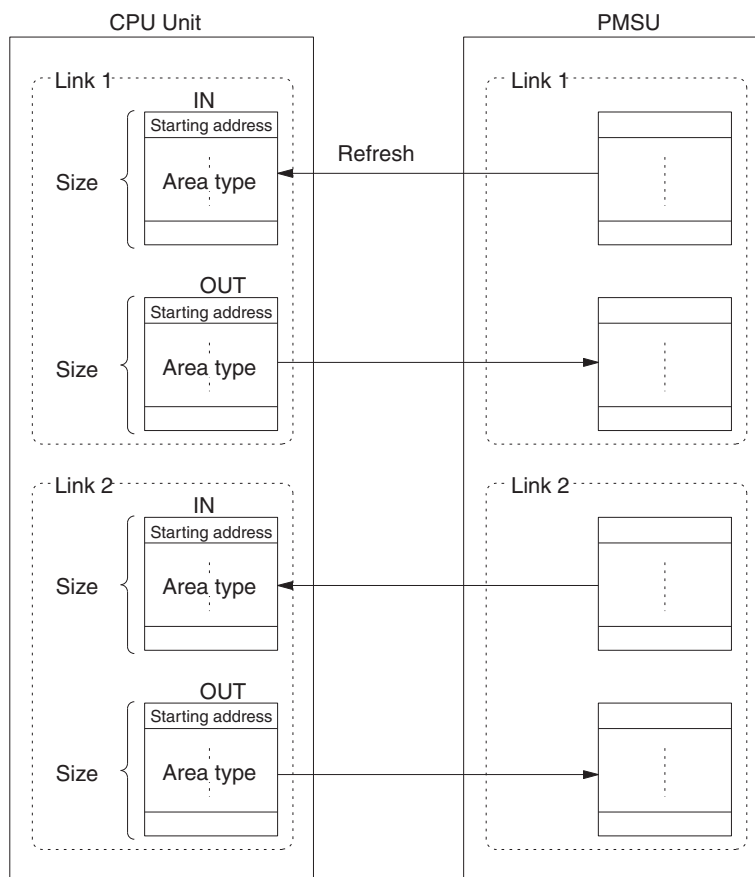 CPU Unit
PMSU
Link 1
Link 1
IN
Starting address
Refresh
Size
Area type
OUT
Starting address
Size
Area type
Link 2
Link 2
IN
Starting address
Size
Area type
OUT
Starting address
Size
Area type